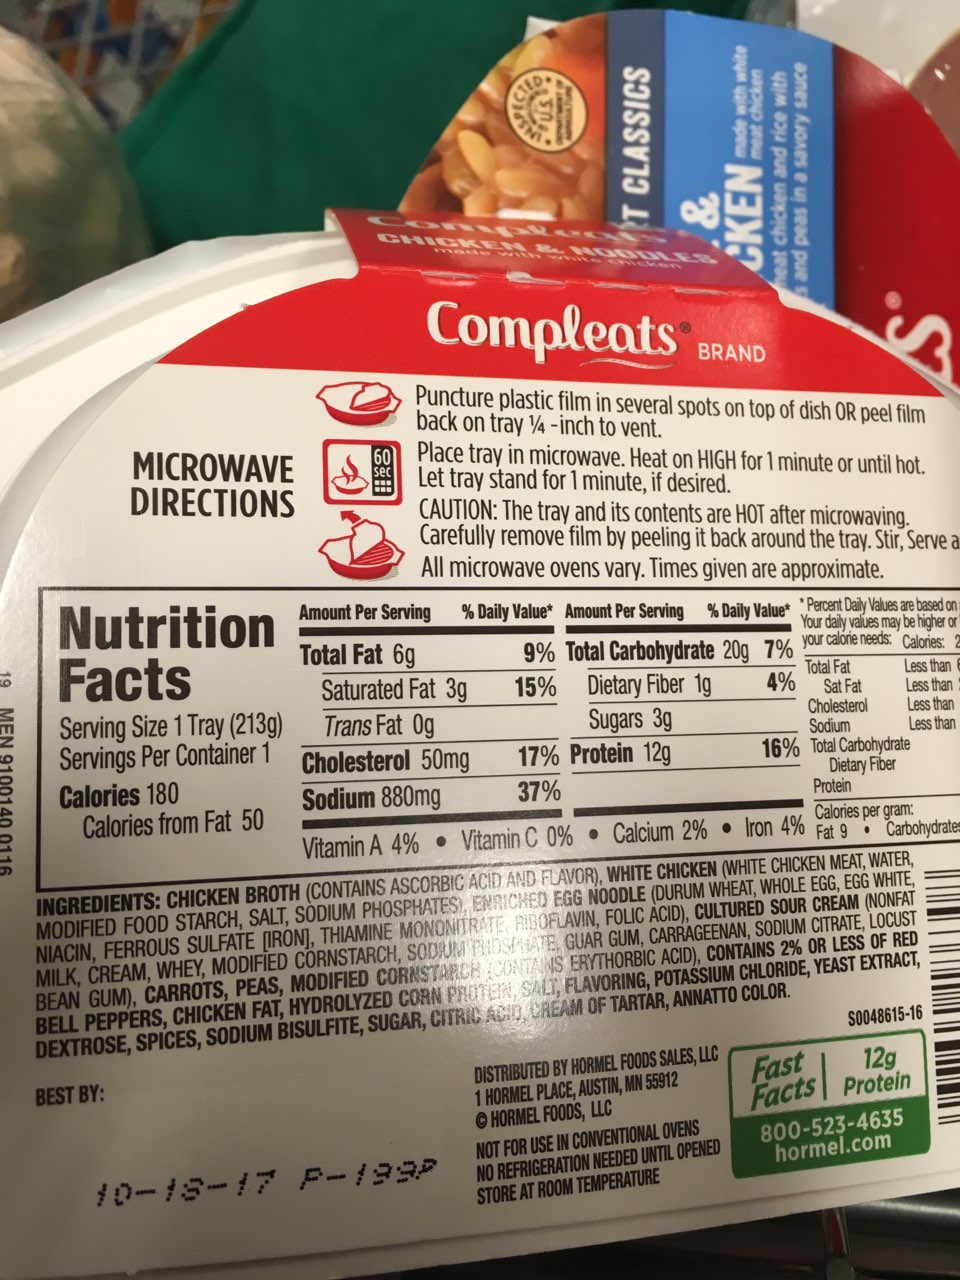 INSPECTED
U.S.
T CLASSICS
&
CKEN made with white
meat chicken
meat chicken and rice with
s and peas in a savory sauce
S®
Compleats
CHICKEN & NOODLES
made with white chicken
Compleats® BRAND
MICROWAVE
DIRECTIONS
60
sec
Puncture plastic film in several spots on top of dish OR peel film
back on tray ¼ -inch to vent.
Place tray in microwave. Heat on HIGH for 1 minute or until hot.
Let tray stand for 1 minute, if desired.
CAUTION: The tray and its contents are HOT after microwaving.
Carefully remove film by peeling it back around the tray. Stir, Serve a
All microwave ovens vary. Times given are approximate.
Nutrition
Facts
Serving Size 1 Tray (213g)
Servings Per Container 1
Calories 180
Calories from Fat 50
Amount Per Serving % Daily Value*
Total Fat 6g 9%
Saturated Fat 3g 15%
Trans Fat 0g
Cholesterol 50mg 17%
Sodium 880mg 37%
Amount Per Serving % Daily Value*
Total Carbohydrate 20g 7%
Dietary Fiber 1g 4%
Sugars 3g
Protein 12g 16%
Vitamin A 4% • Vitamin C 0% • Calcium 2% • Iron 4%
* Percent Daily Values are based on
Your daily values may be higher or
your calorie needs: Calories: 2
Total Fat Less than 6
Sat Fat Less than
Cholesterol Less than
Sodium Less than
Total Carbohydrate
Dietary Fiber
Protein
Calories per gram:
Fat 9 • Carbohydrates
19 MEN 9100140 0116
INGREDIENTS: CHICKEN BROTH (CONTAINS ASCORBIC ACID AND FLAVOR), WHITE CHICKEN (WHITE CHICKEN MEAT, WATER,
MODIFIED FOOD STARCH, SALT, SODIUM PHOSPHATES), ENRICHED EGG NOODLE (DURUM WHEAT, WHOLE EGG, EGG WHITE,
NIACIN, FERROUS SULFATE [IRON], THIAMINE MONONITRATE, RIBOFLAVIN, FOLIC ACID), CULTURED SOUR CREAM (NONFAT
MILK, CREAM, WHEY, MODIFIED CORNSTARCH, SODIUM PHOSPHATE, GUAR GUM, CARRAGEENAN, SODIUM CITRATE, LOCUST
BEAN GUM), CARROTS, PEAS, MODIFIED CORNSTARCH (CONTAINS ERYTHORBIC ACID), CONTAINS 2% OR LESS OF RED
BELL PEPPERS, CHICKEN FAT, HYDROLYZED CORN PROTEIN, SALT, FLAVORING, POTASSIUM CHLORIDE, YEAST EXTRACT,
DEXTROSE, SPICES, SODIUM BISULFITE, SUGAR, CITRIC ACID, CREAM OF TARTAR, ANNATTO COLOR.
S0048615-16
BEST BY:
10-18-17 P-199P
DISTRIBUTED BY HORMEL FOODS SALES, LLC
1 HORMEL PLACE, AUSTIN, MN 55912
© HORMEL FOODS, LLC
NOT FOR USE IN CONVENTIONAL OVENS
NO REFRIGERATION NEEDED UNTIL OPENED
STORE AT ROOM TEMPERATURE
Fast
Facts
12g
Protein
800-523-4635
hormel.com